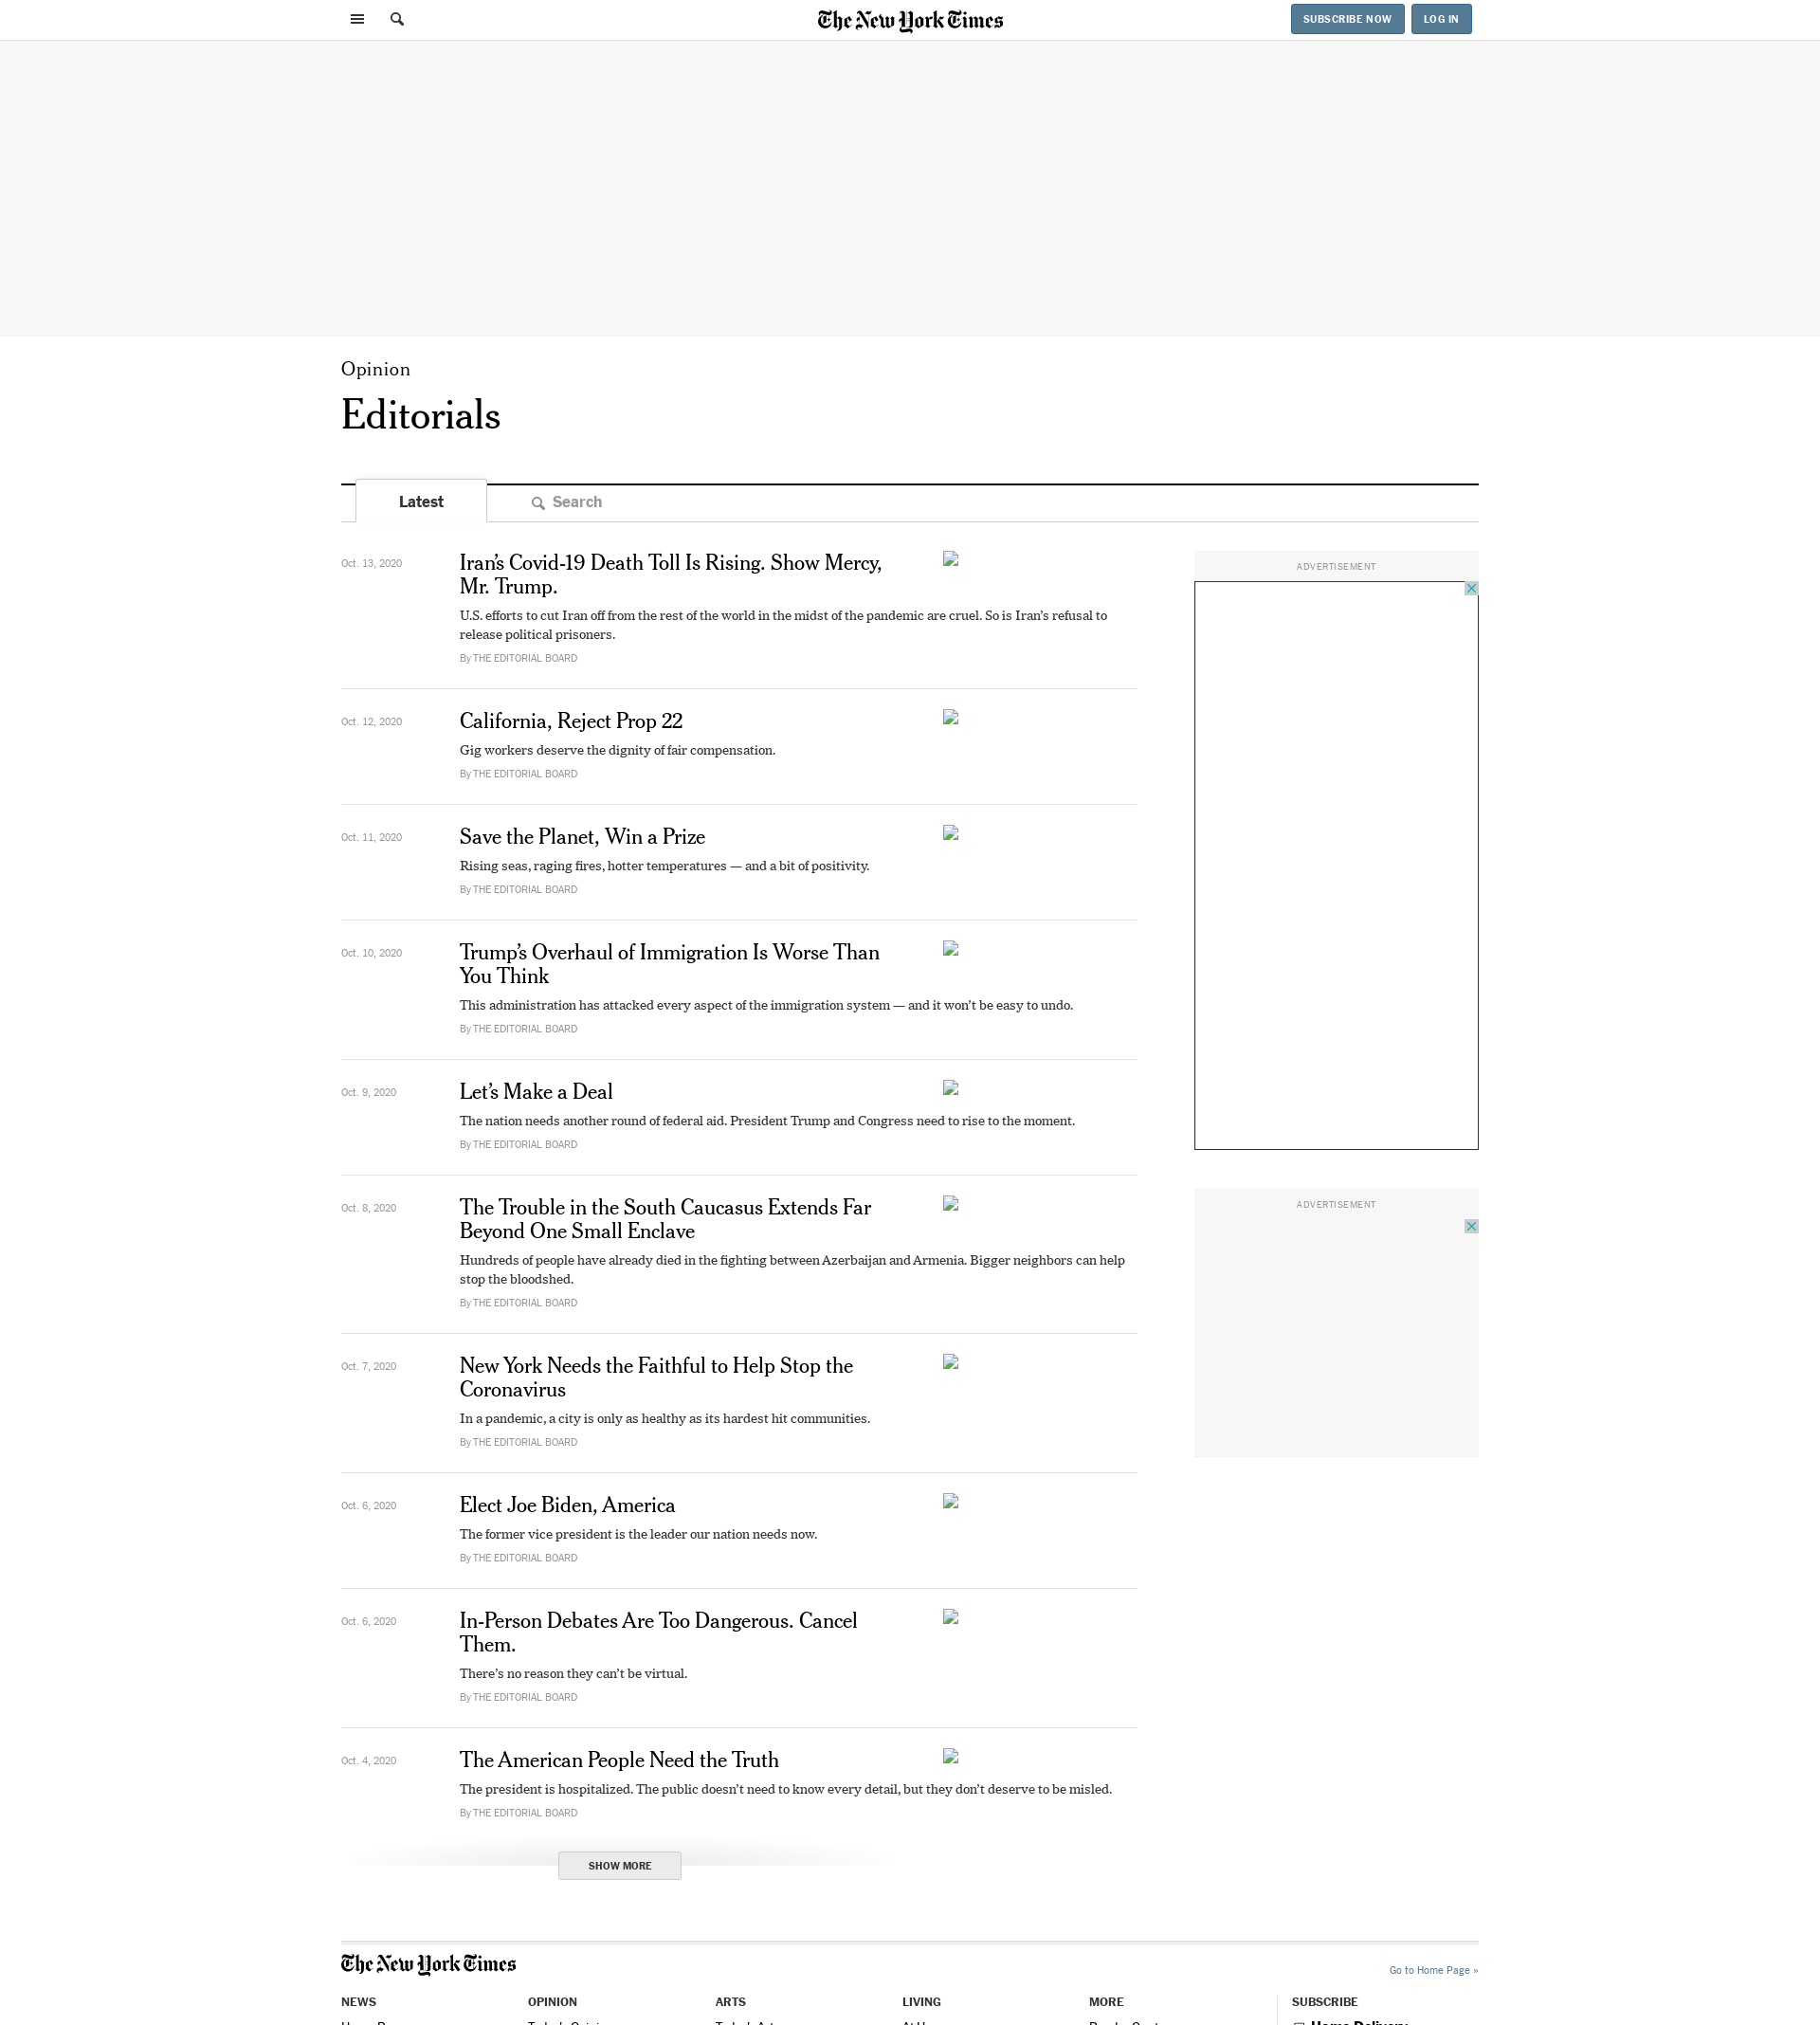 The New York Times
SUBSCRIBE NOW
LOG IN
Opinion
Editorials
Latest
Search
Oct. 13, 2020
Iran’s Covid-19 Death Toll Is Rising. Show Mercy,
Mr. Trump.
U.S. efforts to cut Iran off from the rest of the world in the midst of the pandemic are cruel. So is Iran’s refusal to
release political prisoners.
By THE EDITORIAL BOARD
ADVERTISEMENT
Oct. 12, 2020
California, Reject Prop 22
Gig workers deserve the dignity of fair compensation.
By THE EDITORIAL BOARD
Oct. 11, 2020
Save the Planet, Win a Prize
Rising seas, raging fires, hotter temperatures — and a bit of positivity.
By THE EDITORIAL BOARD
Oct. 10, 2020
Trump’s Overhaul of Immigration Is Worse Than
You Think
This administration has attacked every aspect of the immigration system — and it won’t be easy to undo.
By THE EDITORIAL BOARD
Oct. 9, 2020
Let’s Make a Deal
The nation needs another round of federal aid. President Trump and Congress need to rise to the moment.
By THE EDITORIAL BOARD
Oct. 8, 2020
The Trouble in the South Caucasus Extends Far
Beyond One Small Enclave
Hundreds of people have already died in the fighting between Azerbaijan and Armenia. Bigger neighbors can help
stop the bloodshed.
By THE EDITORIAL BOARD
ADVERTISEMENT
Oct. 7, 2020
New York Needs the Faithful to Help Stop the
Coronavirus
In a pandemic, a city is only as healthy as its hardest hit communities.
By THE EDITORIAL BOARD
Oct. 6, 2020
Elect Joe Biden, America
The former vice president is the leader our nation needs now.
By THE EDITORIAL BOARD
Oct. 6, 2020
In-Person Debates Are Too Dangerous. Cancel
Them.
There’s no reason they can’t be virtual.
By THE EDITORIAL BOARD
Oct. 4, 2020
The American People Need the Truth
The president is hospitalized. The public doesn’t need to know every detail, but they don’t deserve to be misled.
By THE EDITORIAL BOARD
SHOW MORE
The New York Times
Go to Home Page »
NEWS
OPINION
ARTS
LIVING
MORE
SUBSCRIBE